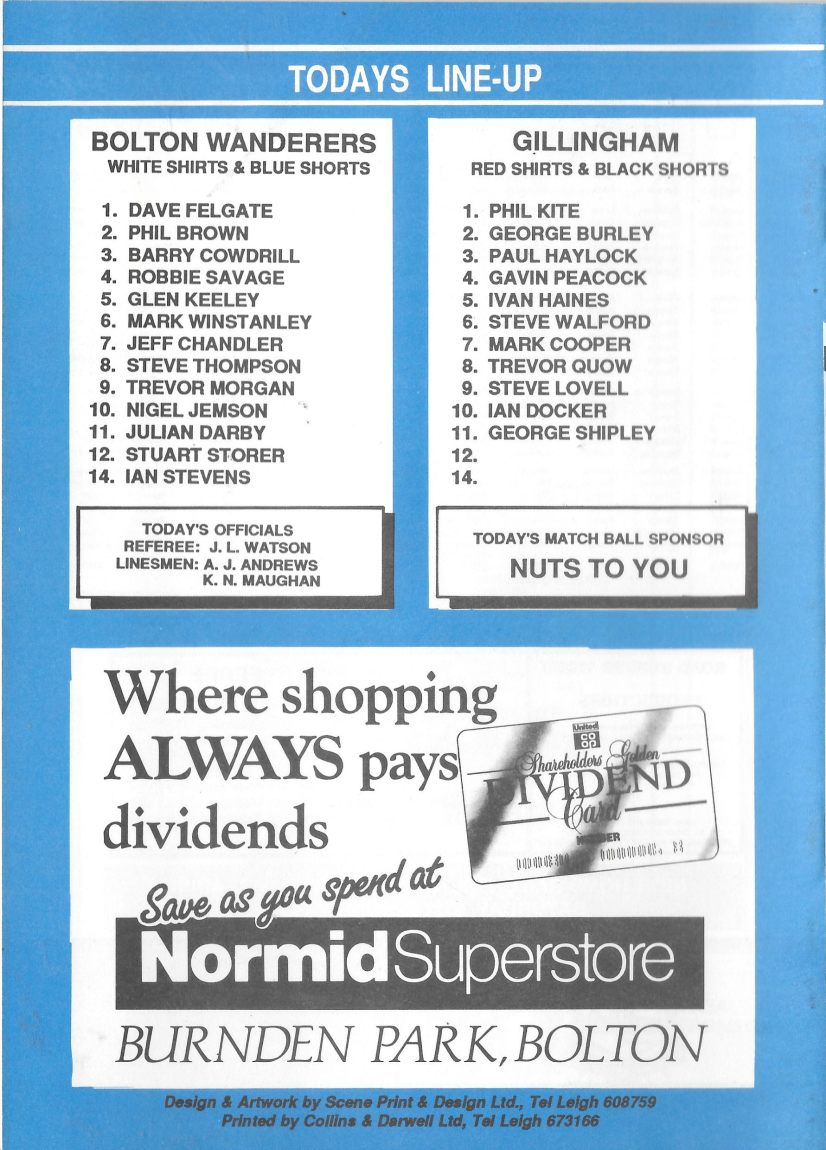 TODAYS LINE-UP
BOLTON WANDERERS
WHITE SHIRTS & BLUE SHORTS
1. DAVE FELGATE
2. PHIL BROWN
3. BARRY COWDRILL
4. ROBBIE SAVAGE
5. GLEN KEELEY
6. MARK WINSTANLEY
7. JEFF CHANDLER
8. STEVE THOMPSON
9. TREVOR MORGAN
10. NIGEL JEMSON
11. JULIAN DARBY
12. STUART STORER
14. IAN STEVENS
TODAY'S OFFICIALS
REFEREE: J. L. WATSON
LINESMEN: A. J. ANDREWS
K. N. MAUGHAN
GILLINGHAM
RED SHIRTS & BLACK SHORTS
1. PHIL KITE
2. GEORGE BURLEY
3. PAUL HAYLOCK
4. GAVIN PEACOCK
5. IVAN HAINES
6. STEVE WALFORD
7. MARK COOPER
8. TREVOR QUOW
9. STEVE LOVELL
10. IAN DOCKER
11. GEORGE SHIPLEY
12.
14.
TODAY'S MATCH BALL SPONSOR
NUTS TO YOU
Where shopping
ALWAYS pays
dividends
United
CO
OP
Shareholders Golden
DIVIDEND
Card
Save as you spend at
Normid Superstore
BURNDEN PARK, BOLTON
Design & Artwork by Scene Print & Design Ltd., Tel Leigh 608759
Printed by Collins & Darwell Ltd, Tel Leigh 673166